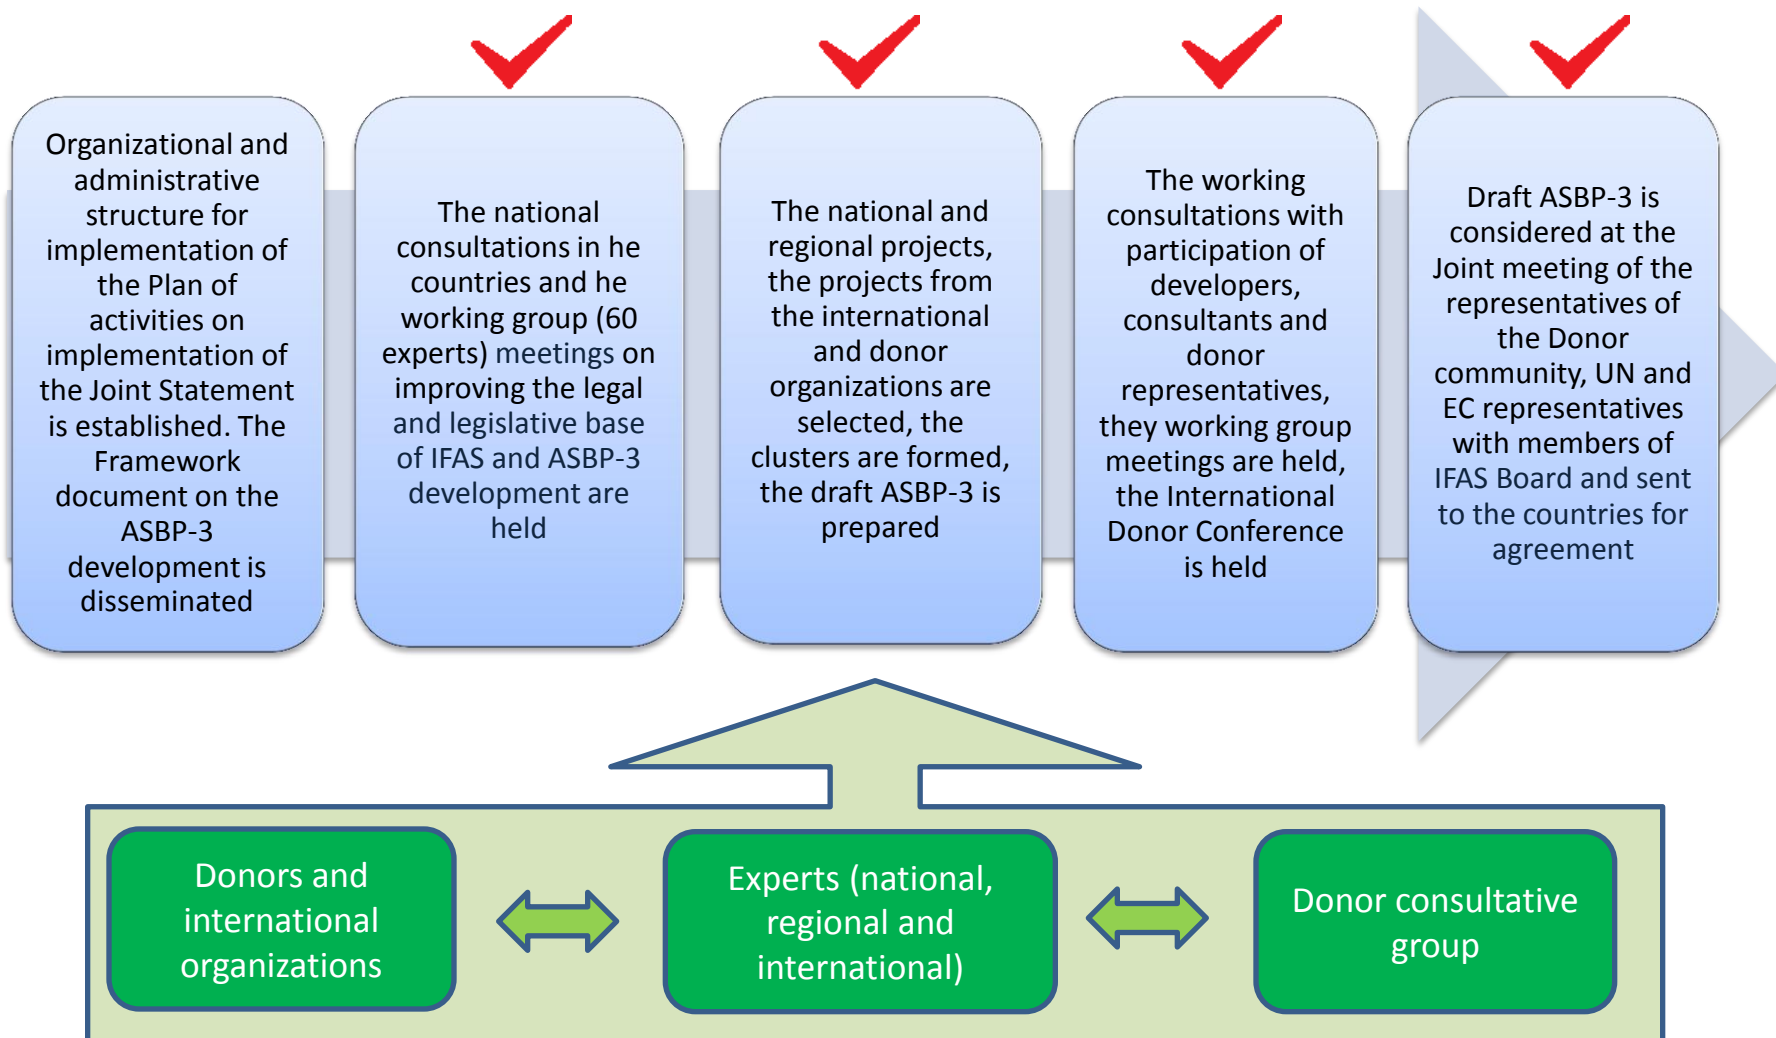 Organizational and
administrative
structure for
implementation of
the Plan of
activities on
implementation of
the Joint Statement
is established. The
Framework
document on the
ASBP-3
development is
disseminated
The national
consultations in he
countries and he
working group (60
experts) meetings on
improving the legal
and legislative base
of IFAS and ASBP-3
development are
held
The national and
regional projects,
the projects from
the international
and donor
organizations are
selected, the
clusters are formed,
the draft ASBP-3 is
prepared
The working
consultations with
participation of
developers,
consultants and
donor
representatives,
they working group
meetings are held,
the International
Donor Conference
is held
Draft ASBP-3 is
considered at the
Joint meeting of the
representatives of
the Donor
community, UN and
EC representatives
with members of
IFAS Board and sent
to the countries for
agreement
Donors and
international
organizations
Experts (national,
regional and
international)
Donor consultative
group